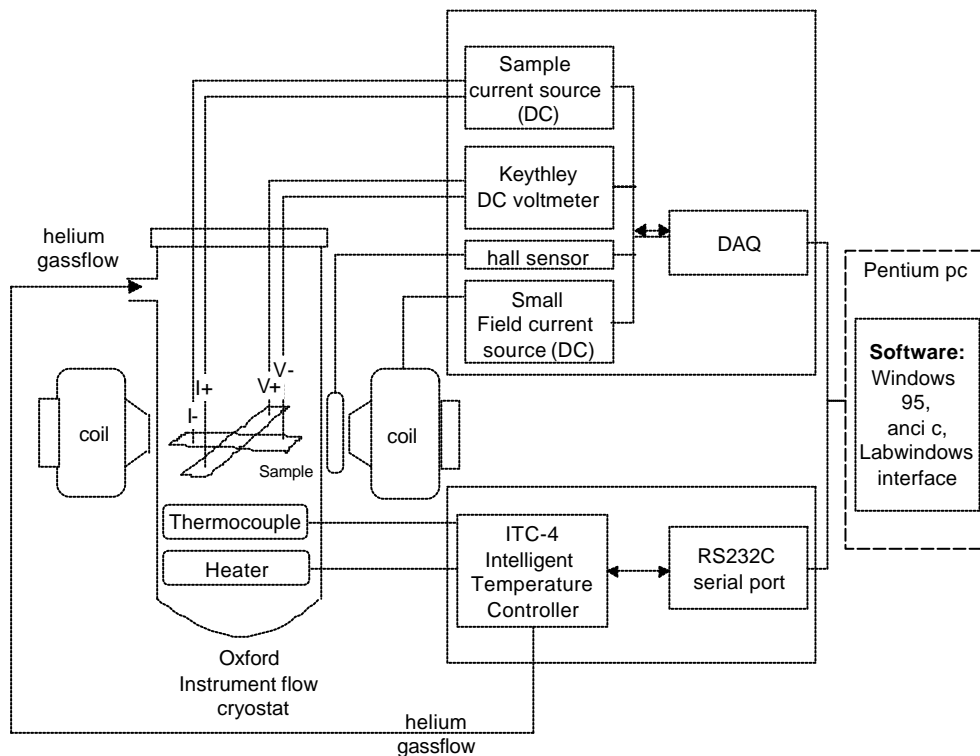 Sample
current source
(DC)
Keythley
DC voltmeter
hall sensor
Small
Field current
source (DC)
DAQ
Pentium pc
Software:
Windows
95,
anci c,
Labwindows
interface
helium
gassflow
I-
I+
V+
V-
coil
Sample
coil
Thermocouple
Heater
ITC-4
Intelligent
Temperature
Controller
RS232C
serial port
Oxford
Instrument flow
cryostat
helium
gassflow